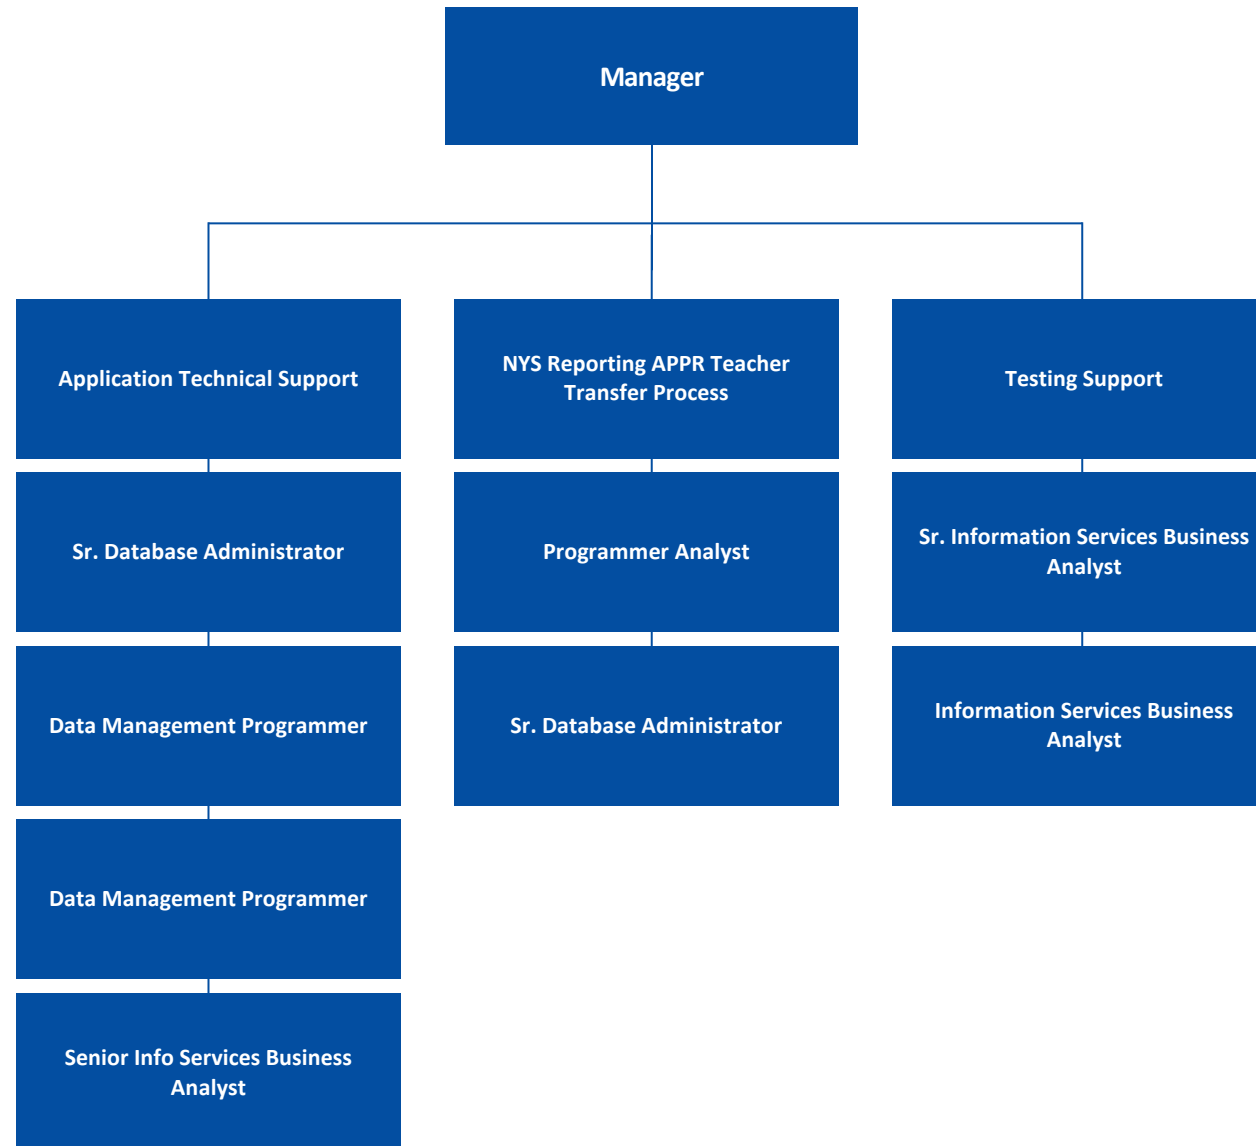 Manager
Application Technical Support
NYS Reporting APPR Teacher
Transfer Process
Testing Support
Sr. Database Administrator
Programmer Analyst
Sr. Information Services Business
Analyst
Data Management Programmer
Sr. Database Administrator
Information Services Business
Analyst
Data Management Programmer
Senior Info Services Business
Analyst